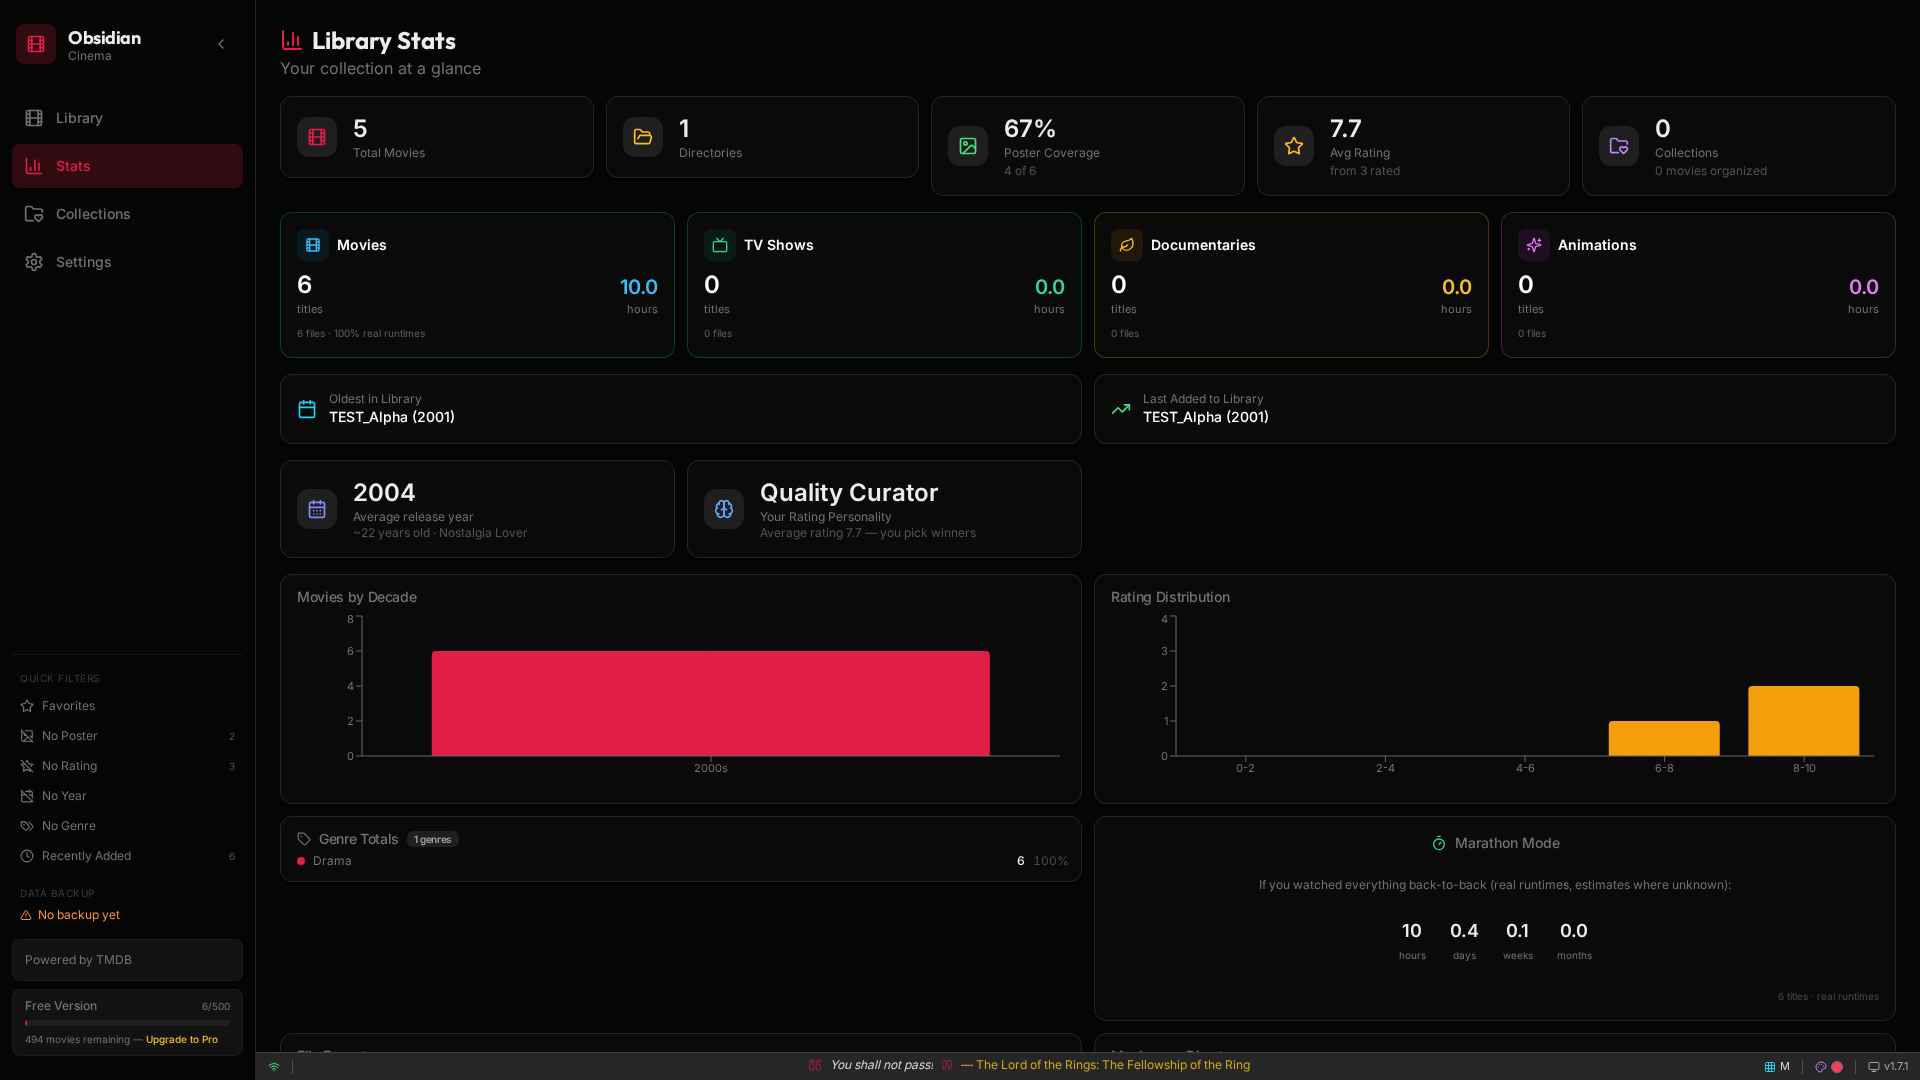 Obsidian
Cinema
Library
Stats
Collections
Settings
QUICK FILTERS
Favorites
No Poster 2
No Rating 3
No Year
No Genre
Recently Added 6
DATA BACKUP
No backup yet
Powered by TMDB
Free Version 6/500
494 movies remaining — Upgrade to Pro
Library Stats
Your collection at a glance
5
Total Movies
1
Directories
67%
Poster Coverage
4 of 6
7.7
Avg Rating
from 3 rated
0
Collections
0 movies organized
Movies
6 10.0
titles hours
6 files · 100% real runtimes
TV Shows
0 0.0
titles hours
0 files
Documentaries
0 0.0
titles hours
0 files
Animations
0 0.0
titles hours
0 files
Oldest in Library
TEST_Alpha (2001)
Last Added to Library
TEST_Alpha (2001)
2004
Average release year
~22 years old · Nostalgia Lover
Quality Curator
Your Rating Personality
Average rating 7.7 — you pick winners
Movies by Decade
8
6
4
2
0
2000s
Rating Distribution
4
3
2
1
0
0-2 2-4 4-6 6-8 8-10
Genre Totals 1 genres
Drama 6 100%
Marathon Mode
If you watched everything back-to-back (real runtimes, estimates where unknown):
10 0.4 0.1 0.0
hours days weeks months
6 titles · real runtimes
You shall not pass! — The Lord of the Rings: The Fellowship of the Ring
M v1.7.1